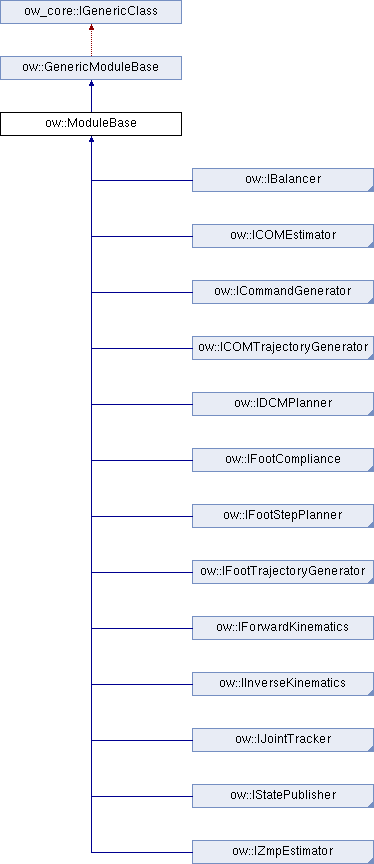 ow_core::IGenericClass
ow::GenericModuleBase
ow::ModuleBase
ow::IBalancer
ow::ICOMEstimator
ow::ICommandGenerator
ow::ICOMTrajectoryGenerator
ow::IDCMPlanner
ow::IFootCompliance
ow::IFootStepPlanner
ow::IFootTrajectoryGenerator
ow::IForwardKinematics
ow::IInverseKinematics
ow::IJointTracker
ow::IStatePublisher
ow::IZmpEstimator